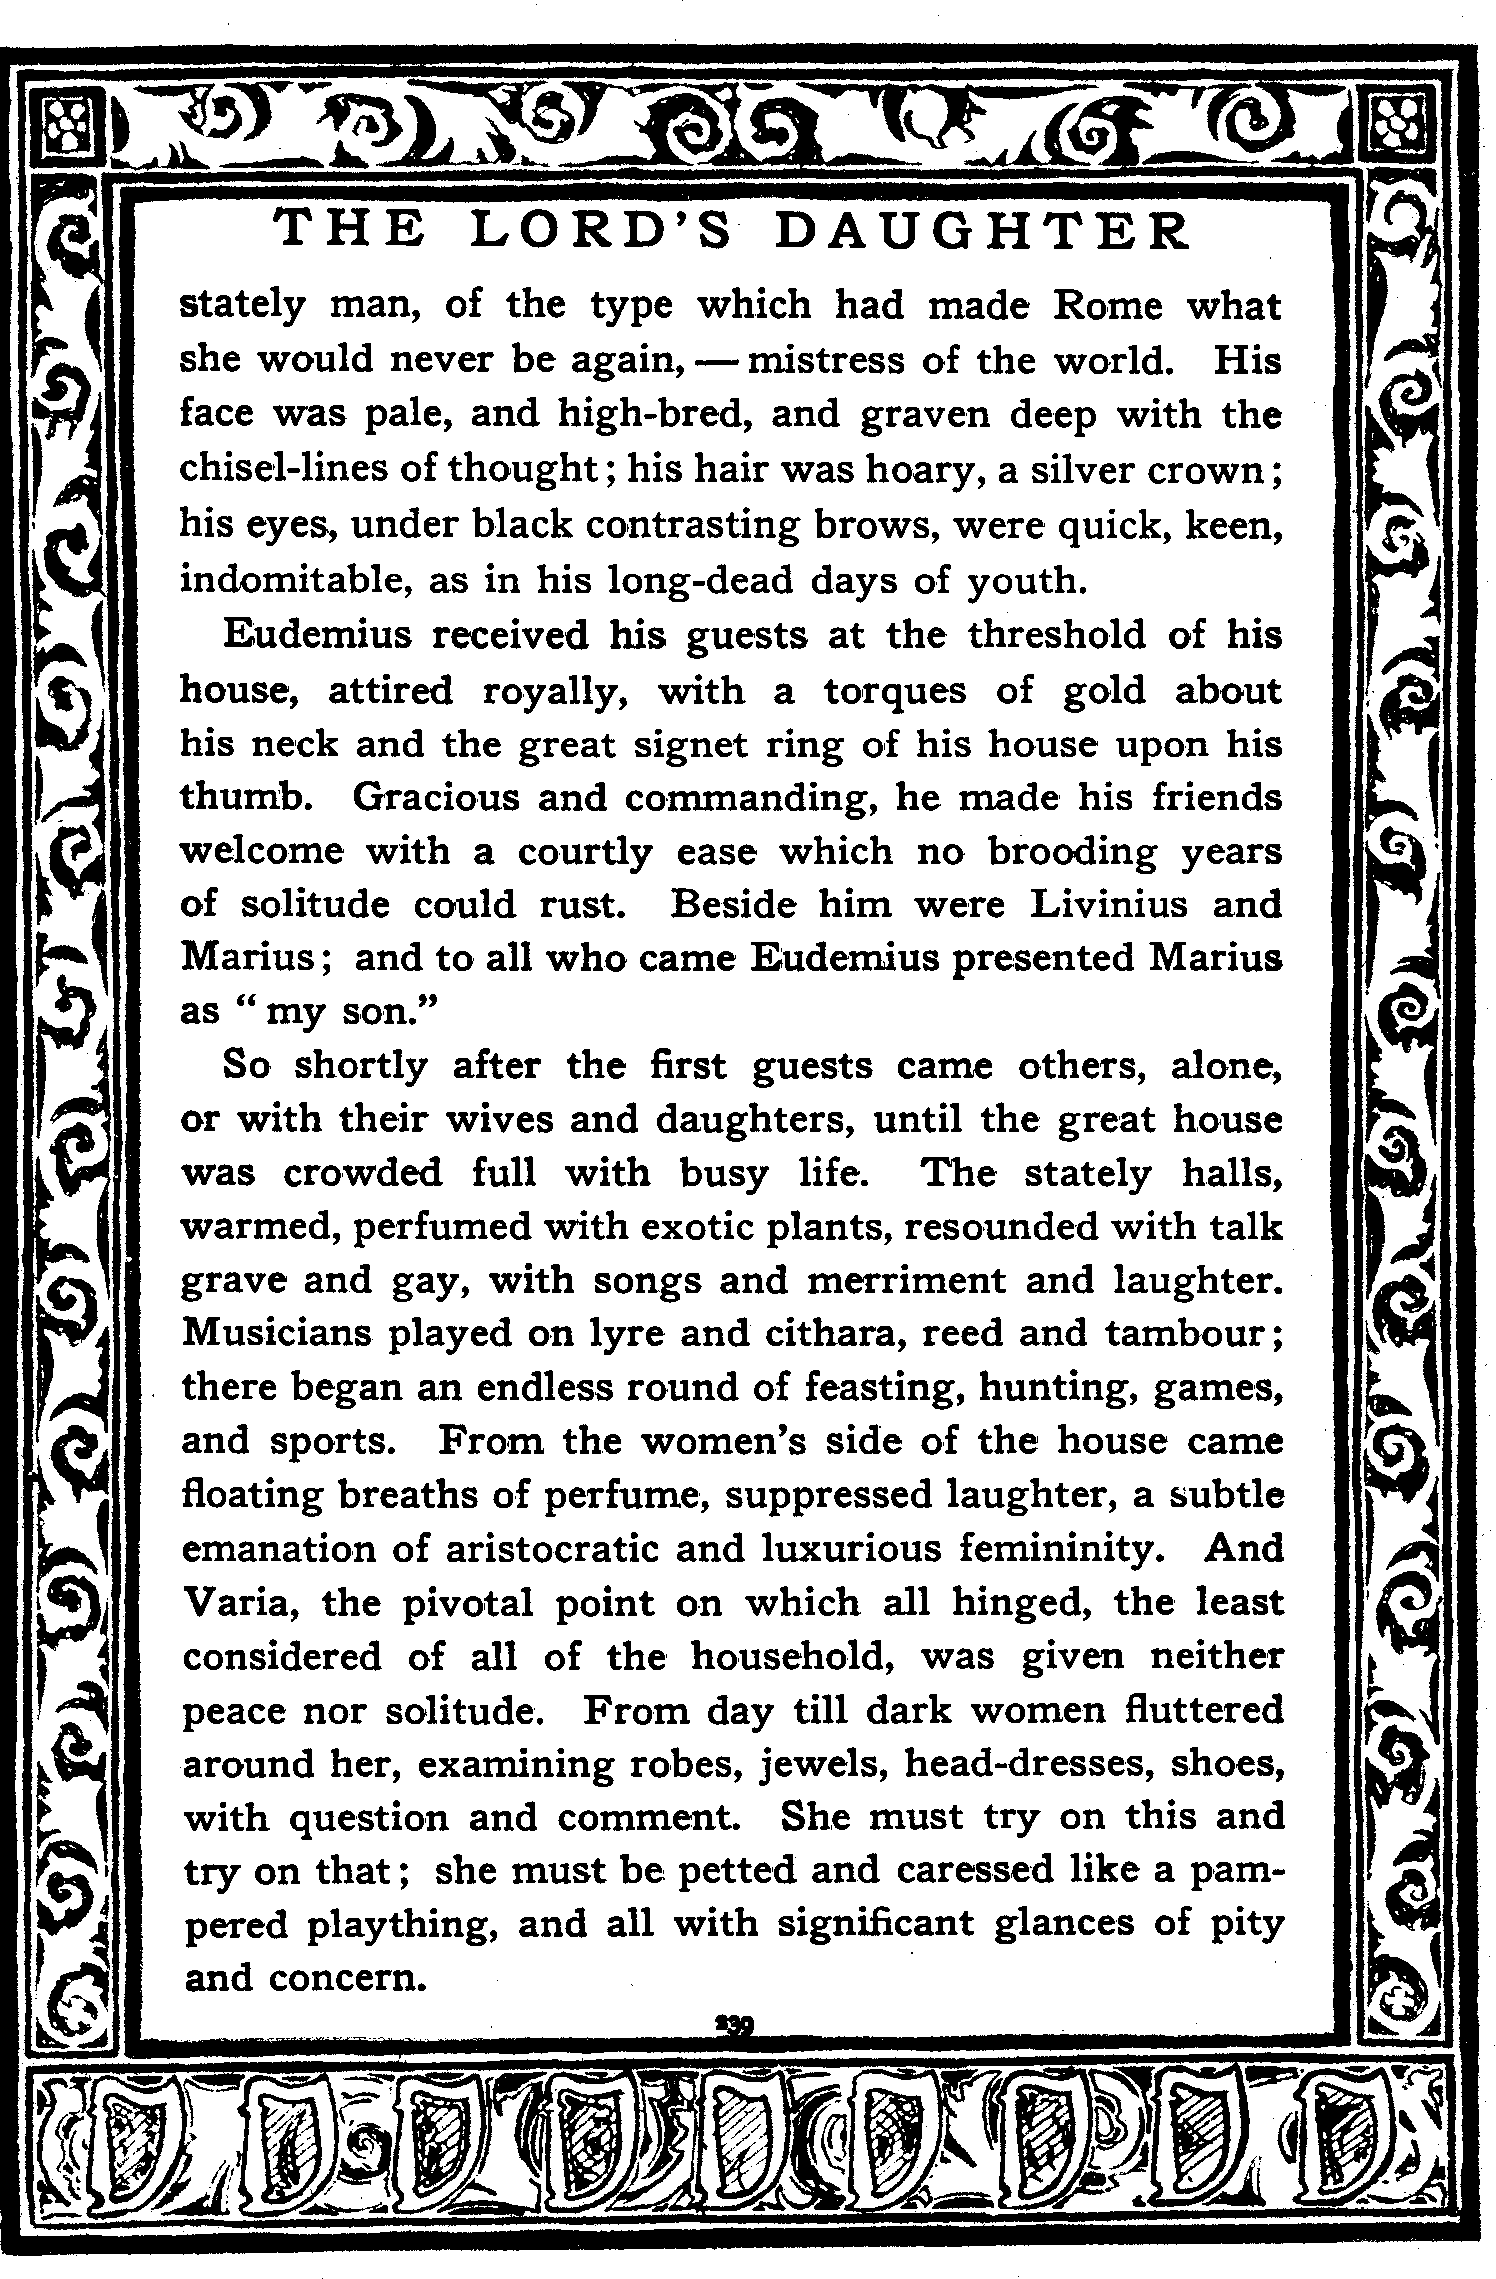 THE LORD'S DAUGHTER
stately man, of the type which had made Rome what
she would never be again, — mistress of the world. His
face was pale, and high-bred, and graven deep with the
chisel-lines of thought; his hair was hoary, a silver crown;
his eyes, under black contrasting brows, were quick, keen,
indomitable, as in his long-dead days of youth.
Eudemius received his guests at the threshold of his
house, attired royally, with a torques of gold about
his neck and the great signet ring of his house upon his
thumb. Gracious and commanding, he made his friends
welcome with a courtly ease which no brooding years
of solitude could rust. Beside him were Livinius and
Marius; and to all who came Eudemius presented Marius
as "my son."
So shortly after the first guests came others, alone,
or with their wives and daughters, until the great house
was crowded full with busy life. The stately halls,
warmed, perfumed with exotic plants, resounded with talk
grave and gay, with songs and merriment and laughter.
Musicians played on lyre and cithara, reed and tambour;
there began an endless round of feasting, hunting, games,
and sports. From the women's side of the house came
floating breaths of perfume, suppressed laughter, a subtle
emanation of aristocratic and luxurious femininity. And
Varia, the pivotal point on which all hinged, the least
considered of all of the household, was given neither
peace nor solitude. From day till dark women fluttered
around her, examining robes, jewels, head-dresses, shoes,
with question and comment. She must try on this and
try on that; she must be petted and caressed like a pam-
pered plaything, and all with significant glances of pity
and concern.
239